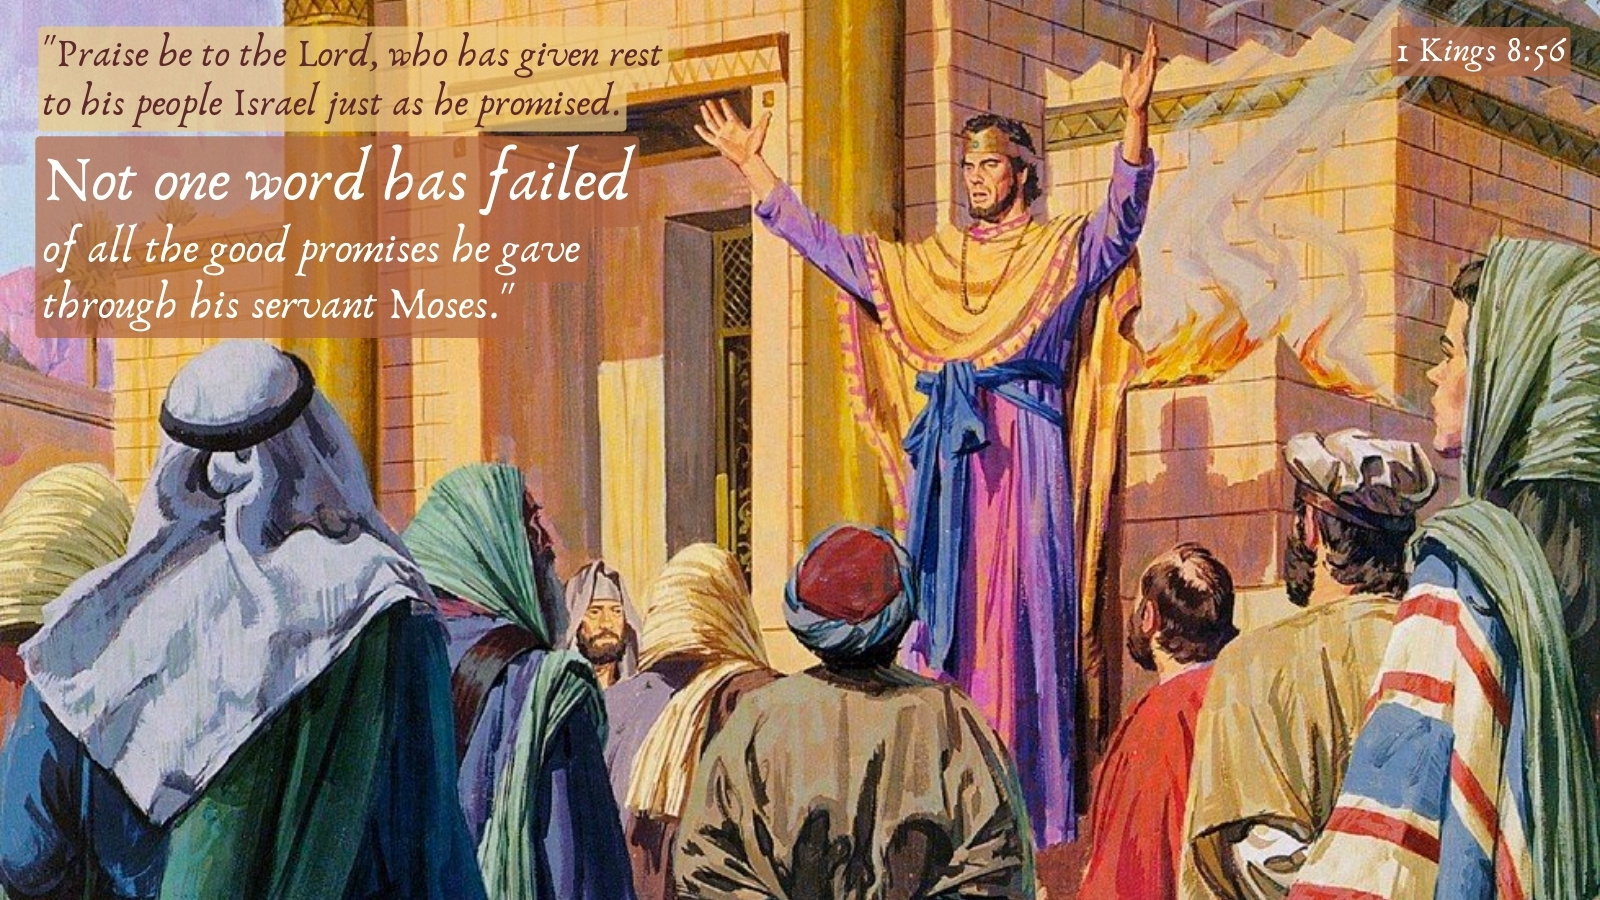 "Praise be to the Lord, who has given rest
to his people Israel just as he promised.
Not one word has failed
of all the good promises he gave
through his servant Moses."
1 Kings 8:56